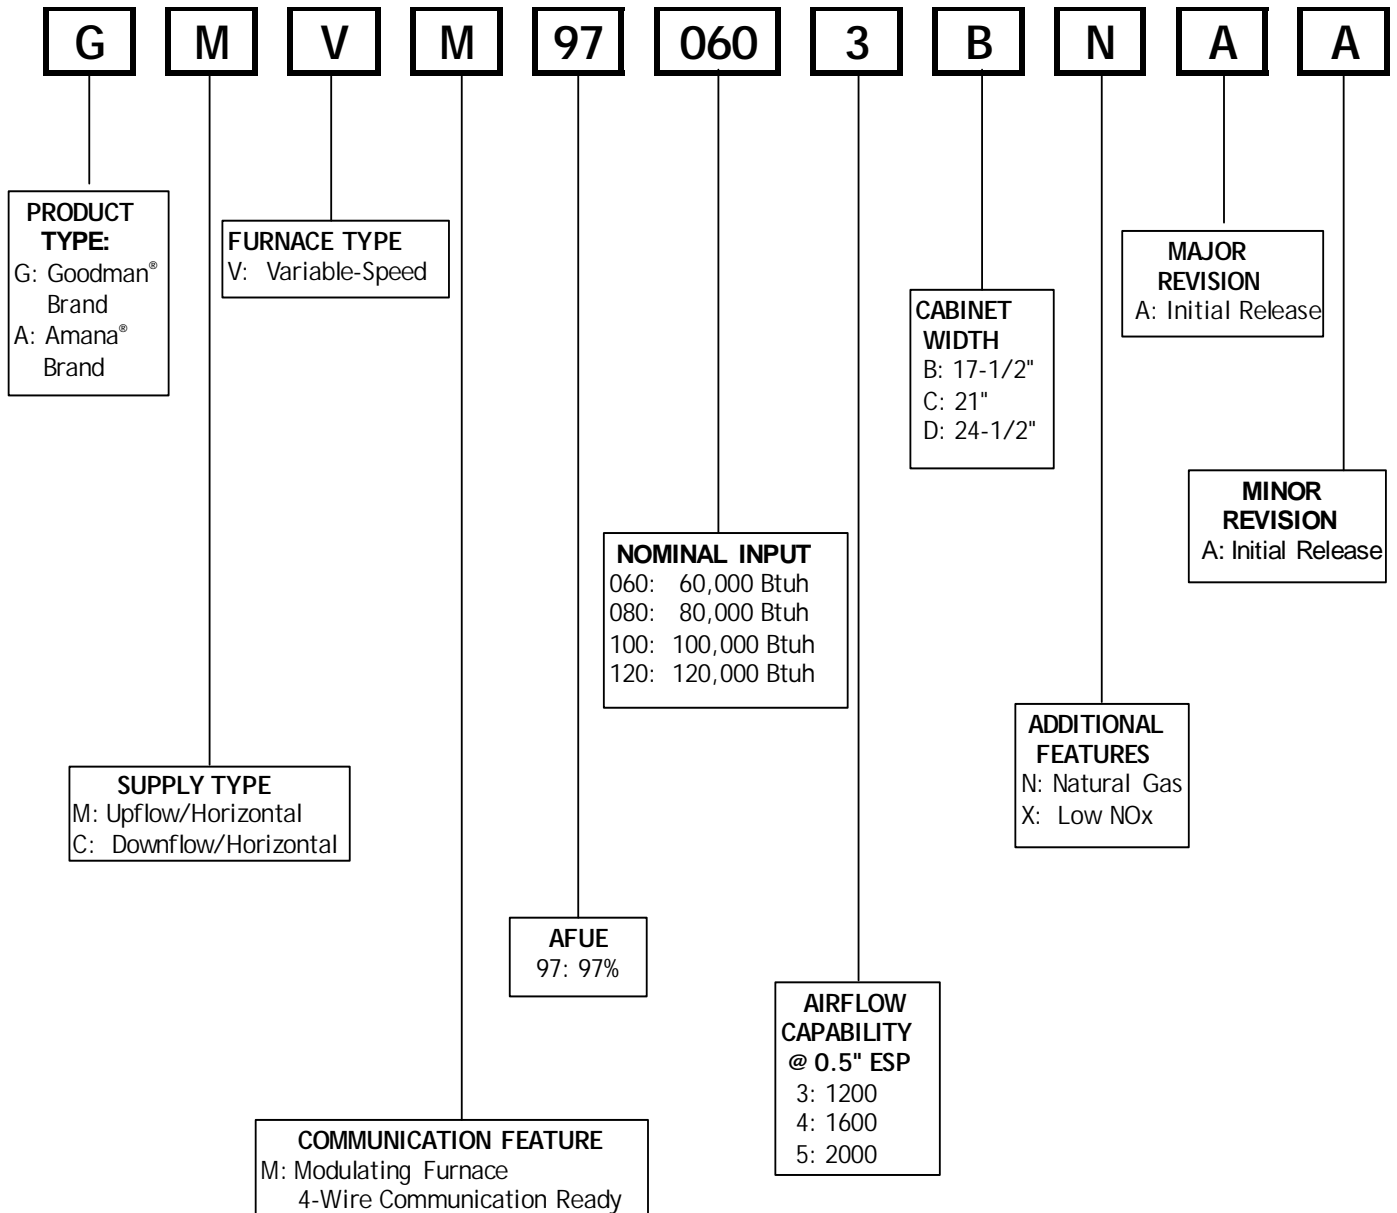 G M V M 97 060 3 B N A A
PRODUCT
TYPE:
G: Goodman®
Brand
A: Amana®
Brand
FURNACE TYPE
V: Variable-Speed
MAJOR
REVISION
A: Initial Release
CABINET
WIDTH
B: 17-1/2"
C: 21"
D: 24-1/2"
MINOR
REVISION
A: Initial Release
NOMINAL INPUT
060: 60,000 Btuh
080: 80,000 Btuh
100: 100,000 Btuh
120: 120,000 Btuh
ADDITIONAL
FEATURES
N: Natural Gas
X: Low NOx
SUPPLY TYPE
M: Upflow/Horizontal
C: Downflow/Horizontal
AFUE
97: 97%
AIRFLOW
CAPABILITY
@ 0.5" ESP
3: 1200
4: 1600
5: 2000
COMMUNICATION FEATURE
M: Modulating Furnace
4-Wire Communication Ready